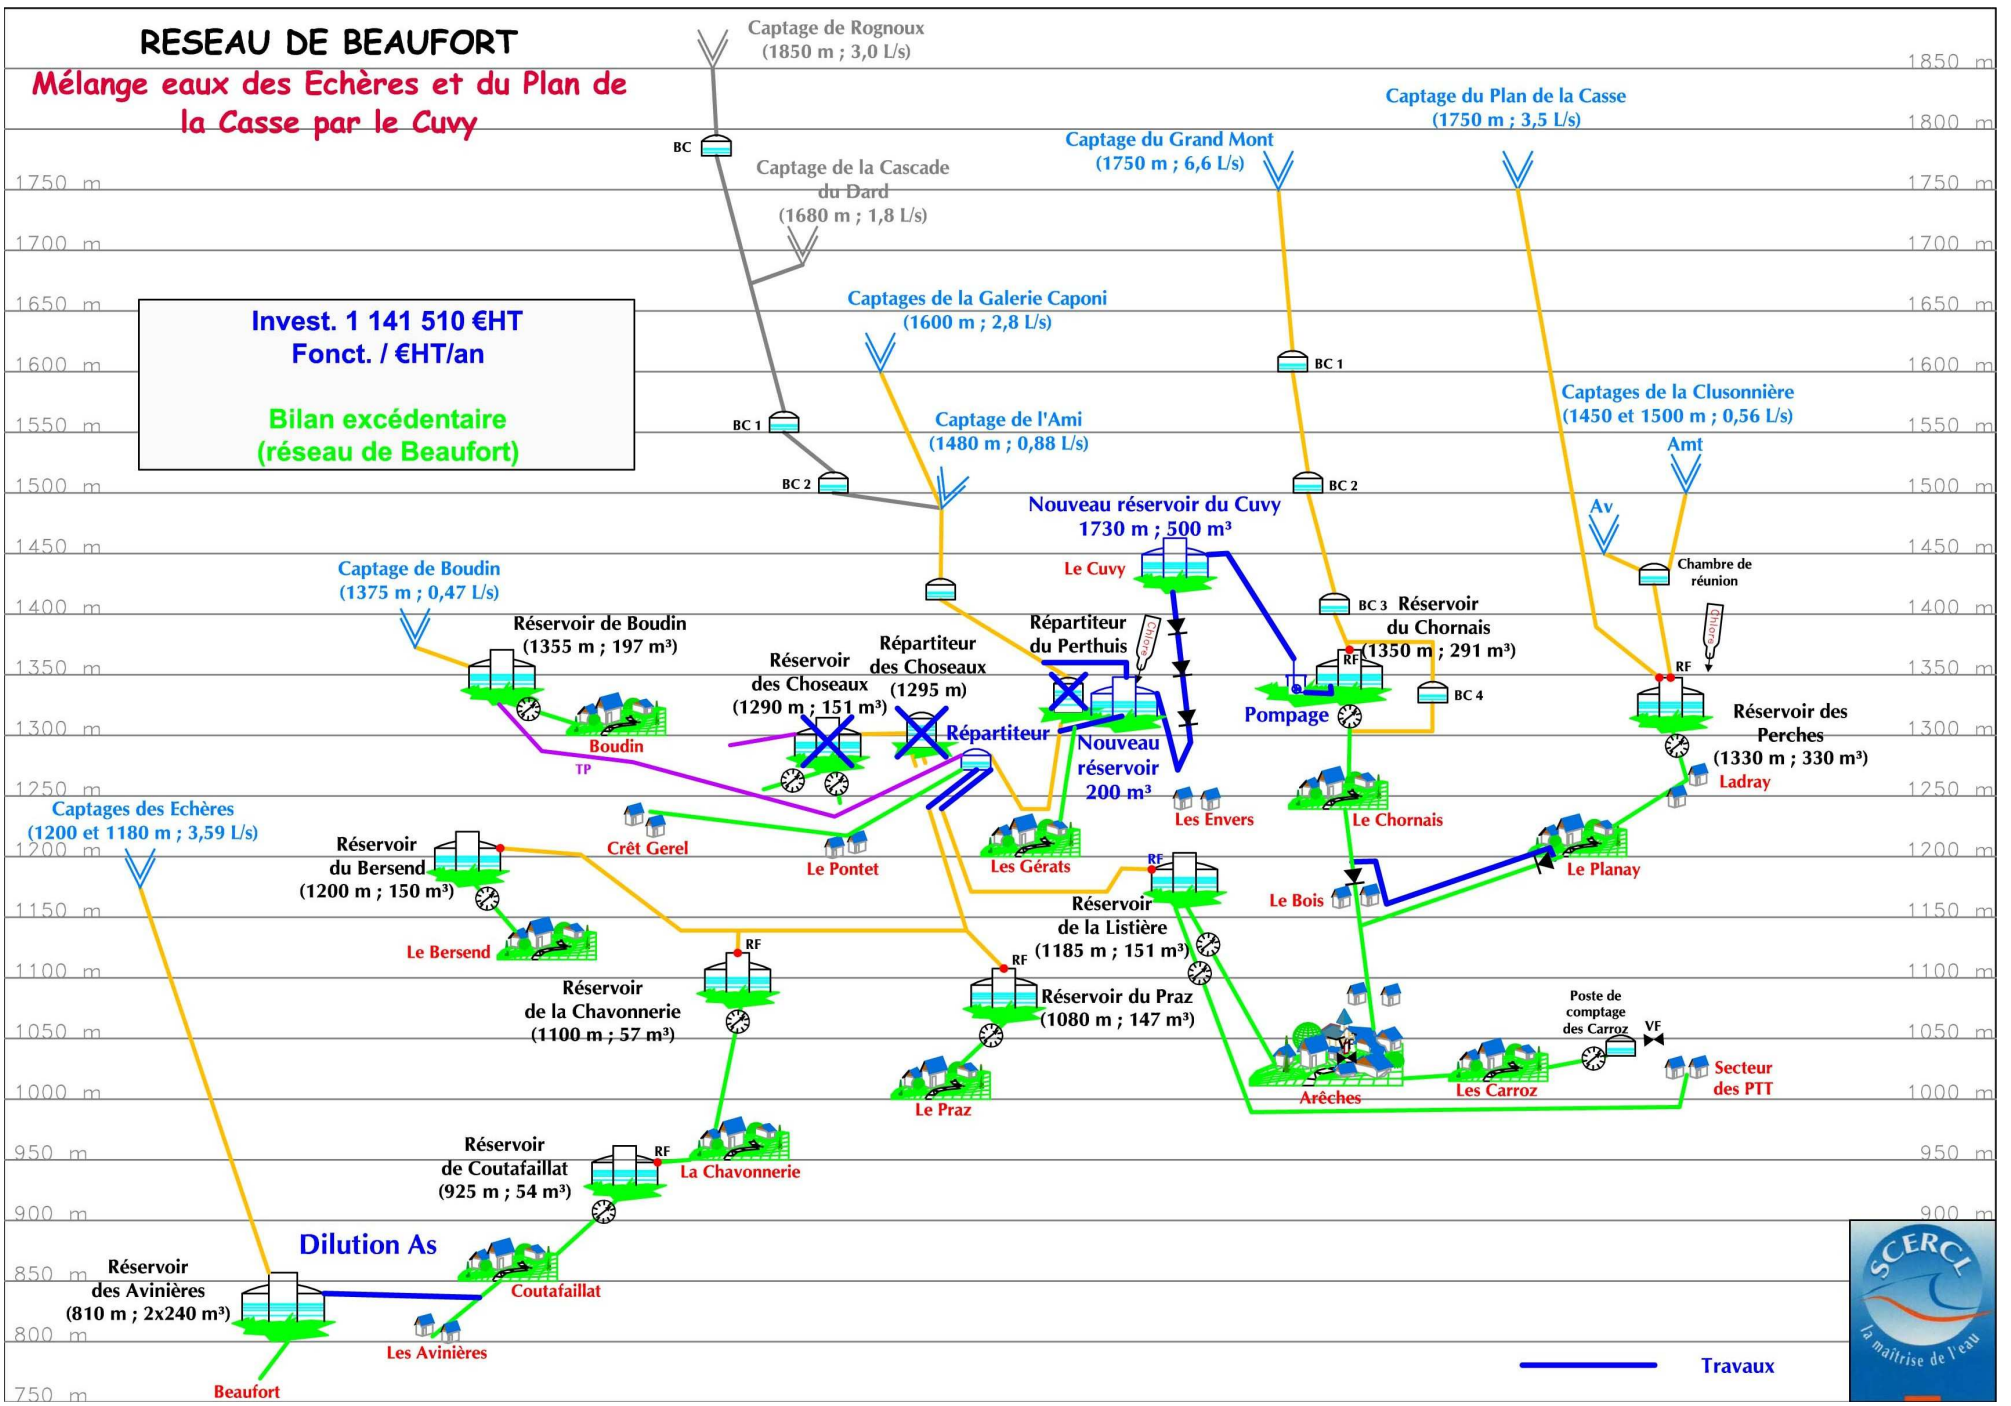 RESEAU DE BEAUFORT
Mélange eaux des Echères et du Plan de
la Casse par le Cuvy
Captage de Rognoux
(1850 m ; 3,0 L/s)
1850 m
Captage du Plan de la Casse
(1750 m ; 3,5 L/s)
1800 m
BC
Captage du Grand Mont
(1750 m ; 6,6 L/s)
Captage de la Cascade
du Dard
(1680 m ; 1,8 L/s)
1750 m
1750 m
1700 m
1700 m
1650 m
1650 m
Invest. 1 141 510 €HT
Fonct. / €HT/an
Bilan excédentaire
(réseau de Beaufort)
Captages de la Galerie Caponi
(1600 m ; 2,8 L/s)
1600 m
1600 m
BC 1
Captages de la Clusonnière
(1450 et 1500 m ; 0,56 L/s)
Amt
Av
1550 m
1550 m
BC 1
Captage de l'Ami
(1480 m ; 0,88 L/s)
BC 2
BC 2
1500 m
1500 m
Nouveau réservoir du Cuvy
1730 m ; 500 m³
Le Cuvy
1450 m
1450 m
Chambre de
réunion
Captage de Boudin
(1375 m ; 0,47 L/s)
1400 m
1400 m
BC 3
Réservoir
du Chornais
(1350 m ; 291 m³)
RF
BC 4
Chlore
RF
Réservoir de Boudin
(1355 m ; 197 m³)
Réservoir
des Choseaux
(1290 m ; 151 m³)
Répartiteur
des Choseaux
(1295 m)
Répartiteur
du Perthuis
Chlore
1350 m
1350 m
Boudin
TP
Répartiteur
Nouveau
réservoir
200 m³
Pompage
Réservoir des
Perches
(1330 m ; 330 m³)
1300 m
1300 m
Ladray
1250 m
1250 m
Captages des Echères
(1200 et 1180 m ; 3,59 L/s)
Crêt Gerel
Le Pontet
Les Gérats
Les Envers
Le Chornais
Le Planay
1200 m
1200 m
Réservoir
du Bersend
(1200 m ; 150 m³)
Le Bersend
RF
Réservoir
de la Listière
(1185 m ; 151 m³)
Le Bois
1150 m
1150 m
RF
RF
1100 m
1100 m
Réservoir
de la Chavonnerie
(1100 m ; 57 m³)
Réservoir du Praz
(1080 m ; 147 m³)
Poste de
comptage
des Carroz
VF
Vf
1050 m
1050 m
Le Praz
Arêches
Les Carroz
Secteur
des PTT
1000 m
1000 m
Réservoir
de Coutafaillat
(925 m ; 54 m³)
RF
La Chavonnerie
950 m
950 m
900 m
900 m
Dilution As
Réservoir
des Avinières
(810 m ; 2x240 m³)
850 m
Coutafaillat
800 m
Les Avinières
Beaufort
750 m
Travaux
SCERCL
la maîtrise de l'eau